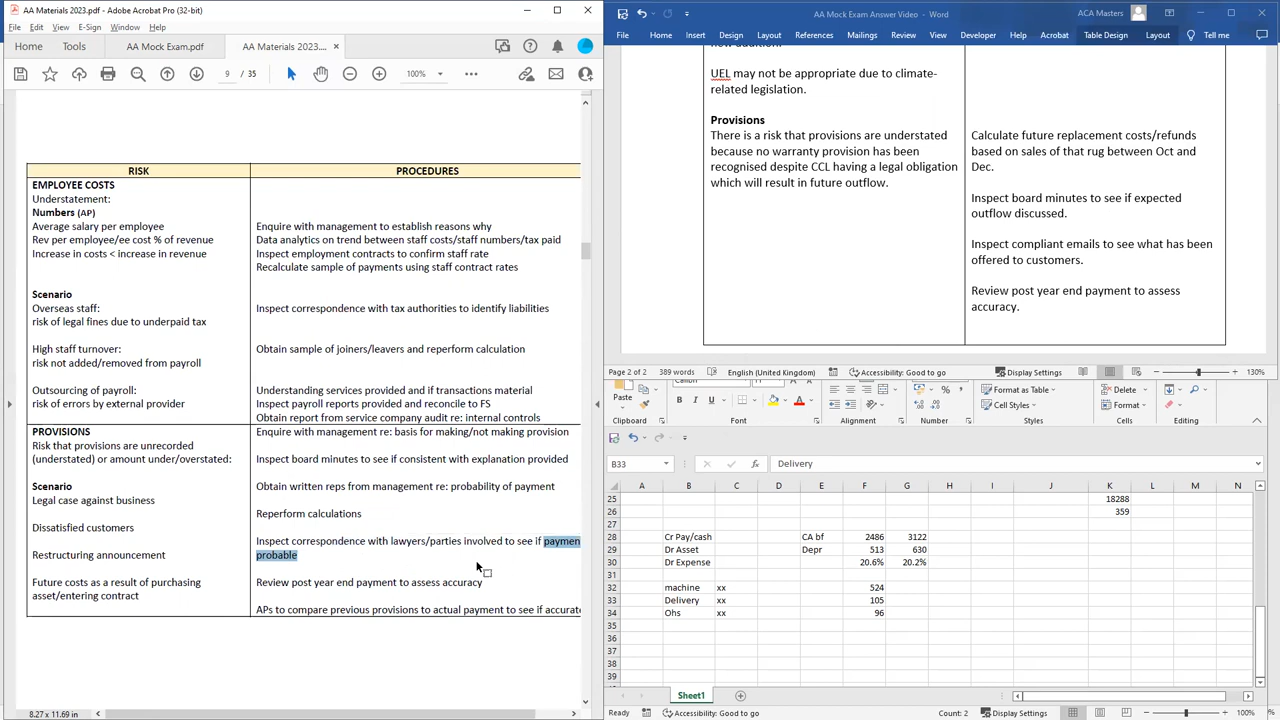 AA Materials 2023.pdf - Adobe Acrobat Pro (32-bit)
File Edit View E-Sign Window Help
Home Tools AA Mock Exam.pdf AA Materials 2023.... ×
9 / 35 100%
RISK PROCEDURES
EMPLOYEE COSTS
Understatement:
Numbers (AP)
Average salary per employee Enquire with management to establish reasons why
Rev per employee/ee cost % of revenue Data analytics on trend between staff costs/staff numbers/tax paid
Increase in costs < increase in revenue Inspect employment contracts to confirm staff rate
Recalculate sample of payments using staff contract rates
Scenario
Overseas staff: Inspect correspondence with tax authorities to identify liabilities
risk of legal fines due to underpaid tax
High staff turnover: Obtain sample of joiners/leavers and reperform calculation
risk not added/removed from payroll
Outsourcing of payroll: Understanding services provided and if transactions material
risk of errors by external provider Inspect payroll reports provided and reconcile to FS
Obtain report from service company audit re: internal controls
PROVISIONS Enquire with management re: basis for making/not making provision
Risk that provisions are unrecorded
(understated) or amount under/overstated: Inspect board minutes to see if consistent with explanation provided
Scenario Obtain written reps from management re: probability of payment
Legal case against business
Reperform calculations
Dissatisfied customers
Inspect correspondence with lawyers/parties involved to see if paymen
Restructuring announcement probable
Future costs as a result of purchasing Review post year end payment to assess accuracy
asset/entering contract
APs to compare previous provisions to actual payment to see if accurate
8.27 x 11.69 in
AA Mock Exam Answer Video - Word ACA Masters
File Home Insert Design Layout References Mailings Review View Developer Help Acrobat Table Design Layout Tell me
new addition.
UEL may not be appropriate due to climate-
related legislation.
Provisions
There is a risk that provisions are understated
because no warranty provision has been
recognised despite CCL having a legal obligation
which will result in future outflow.
Calculate future replacement costs/refunds
based on sales of that rug between Oct and
Dec.
Inspect board minutes to see if expected
outflow discussed.
Inspect compliant emails to see what has been
offered to customers.
Review post year end payment to assess
accuracy.
Page 2 of 2 389 words English (United Kingdom) Accessibility: Good to go Display Settings 130%
Paste Calibri 11 Format as Table Delete
Cell Styles Format
Clipboard Font Alignment Number Styles Cells Editing
B33 Delivery
A B C D E F G H I J K L M N
25 18288
26 359
27
28 Cr Pay/cash CA bf 2486 3122
29 Dr Asset Depr 513 630
30 Dr Expense 20.6% 20.2%
31
32 machine xx 524
33 Delivery xx 105
34 Ohs xx 96
35
36
37
38
39
Sheet1
Ready Accessibility: Good to go Count: 2 Display Settings 100%